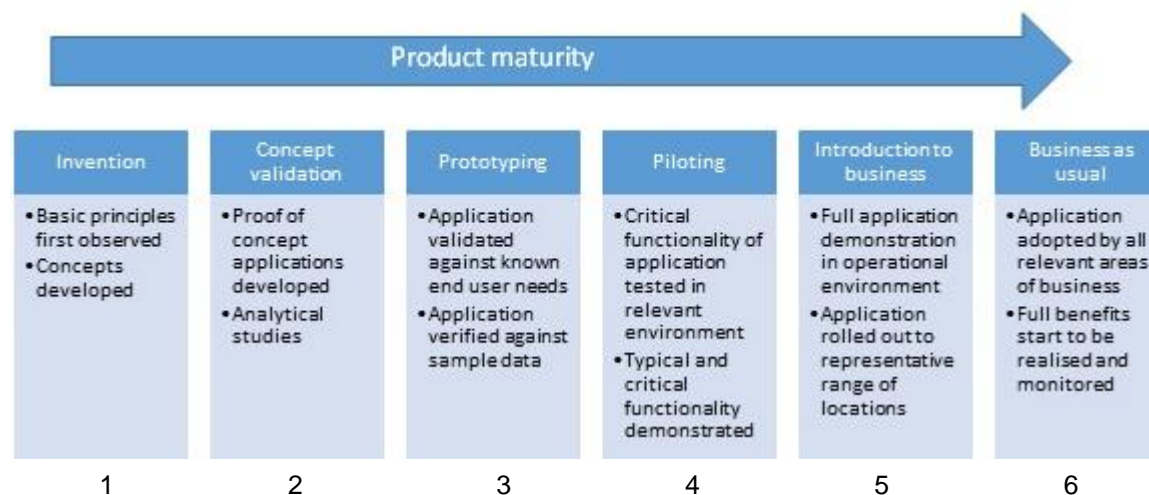 Product maturity
Invention
• Basic principles
first observed
• Concepts
developed
Concept
validation
• Proof of
concept
applications
developed
• Analytical
studies
Prototyping
• Application
validated
against known
end user needs
• Application
verified against
sample data
Piloting
• Critical
functionality of
application
tested in
relevant
environment
• Typical and
critical
functionality
demonstrated
Introduction to
business
• Full application
demonstration
in operational
environment
• Application
rolled out to
representative
range of
locations
Business as
usual
• Application
adopted by all
relevant areas
of business
• Full benefits
start to be
realised and
monitored
1 2 3 4 5 6